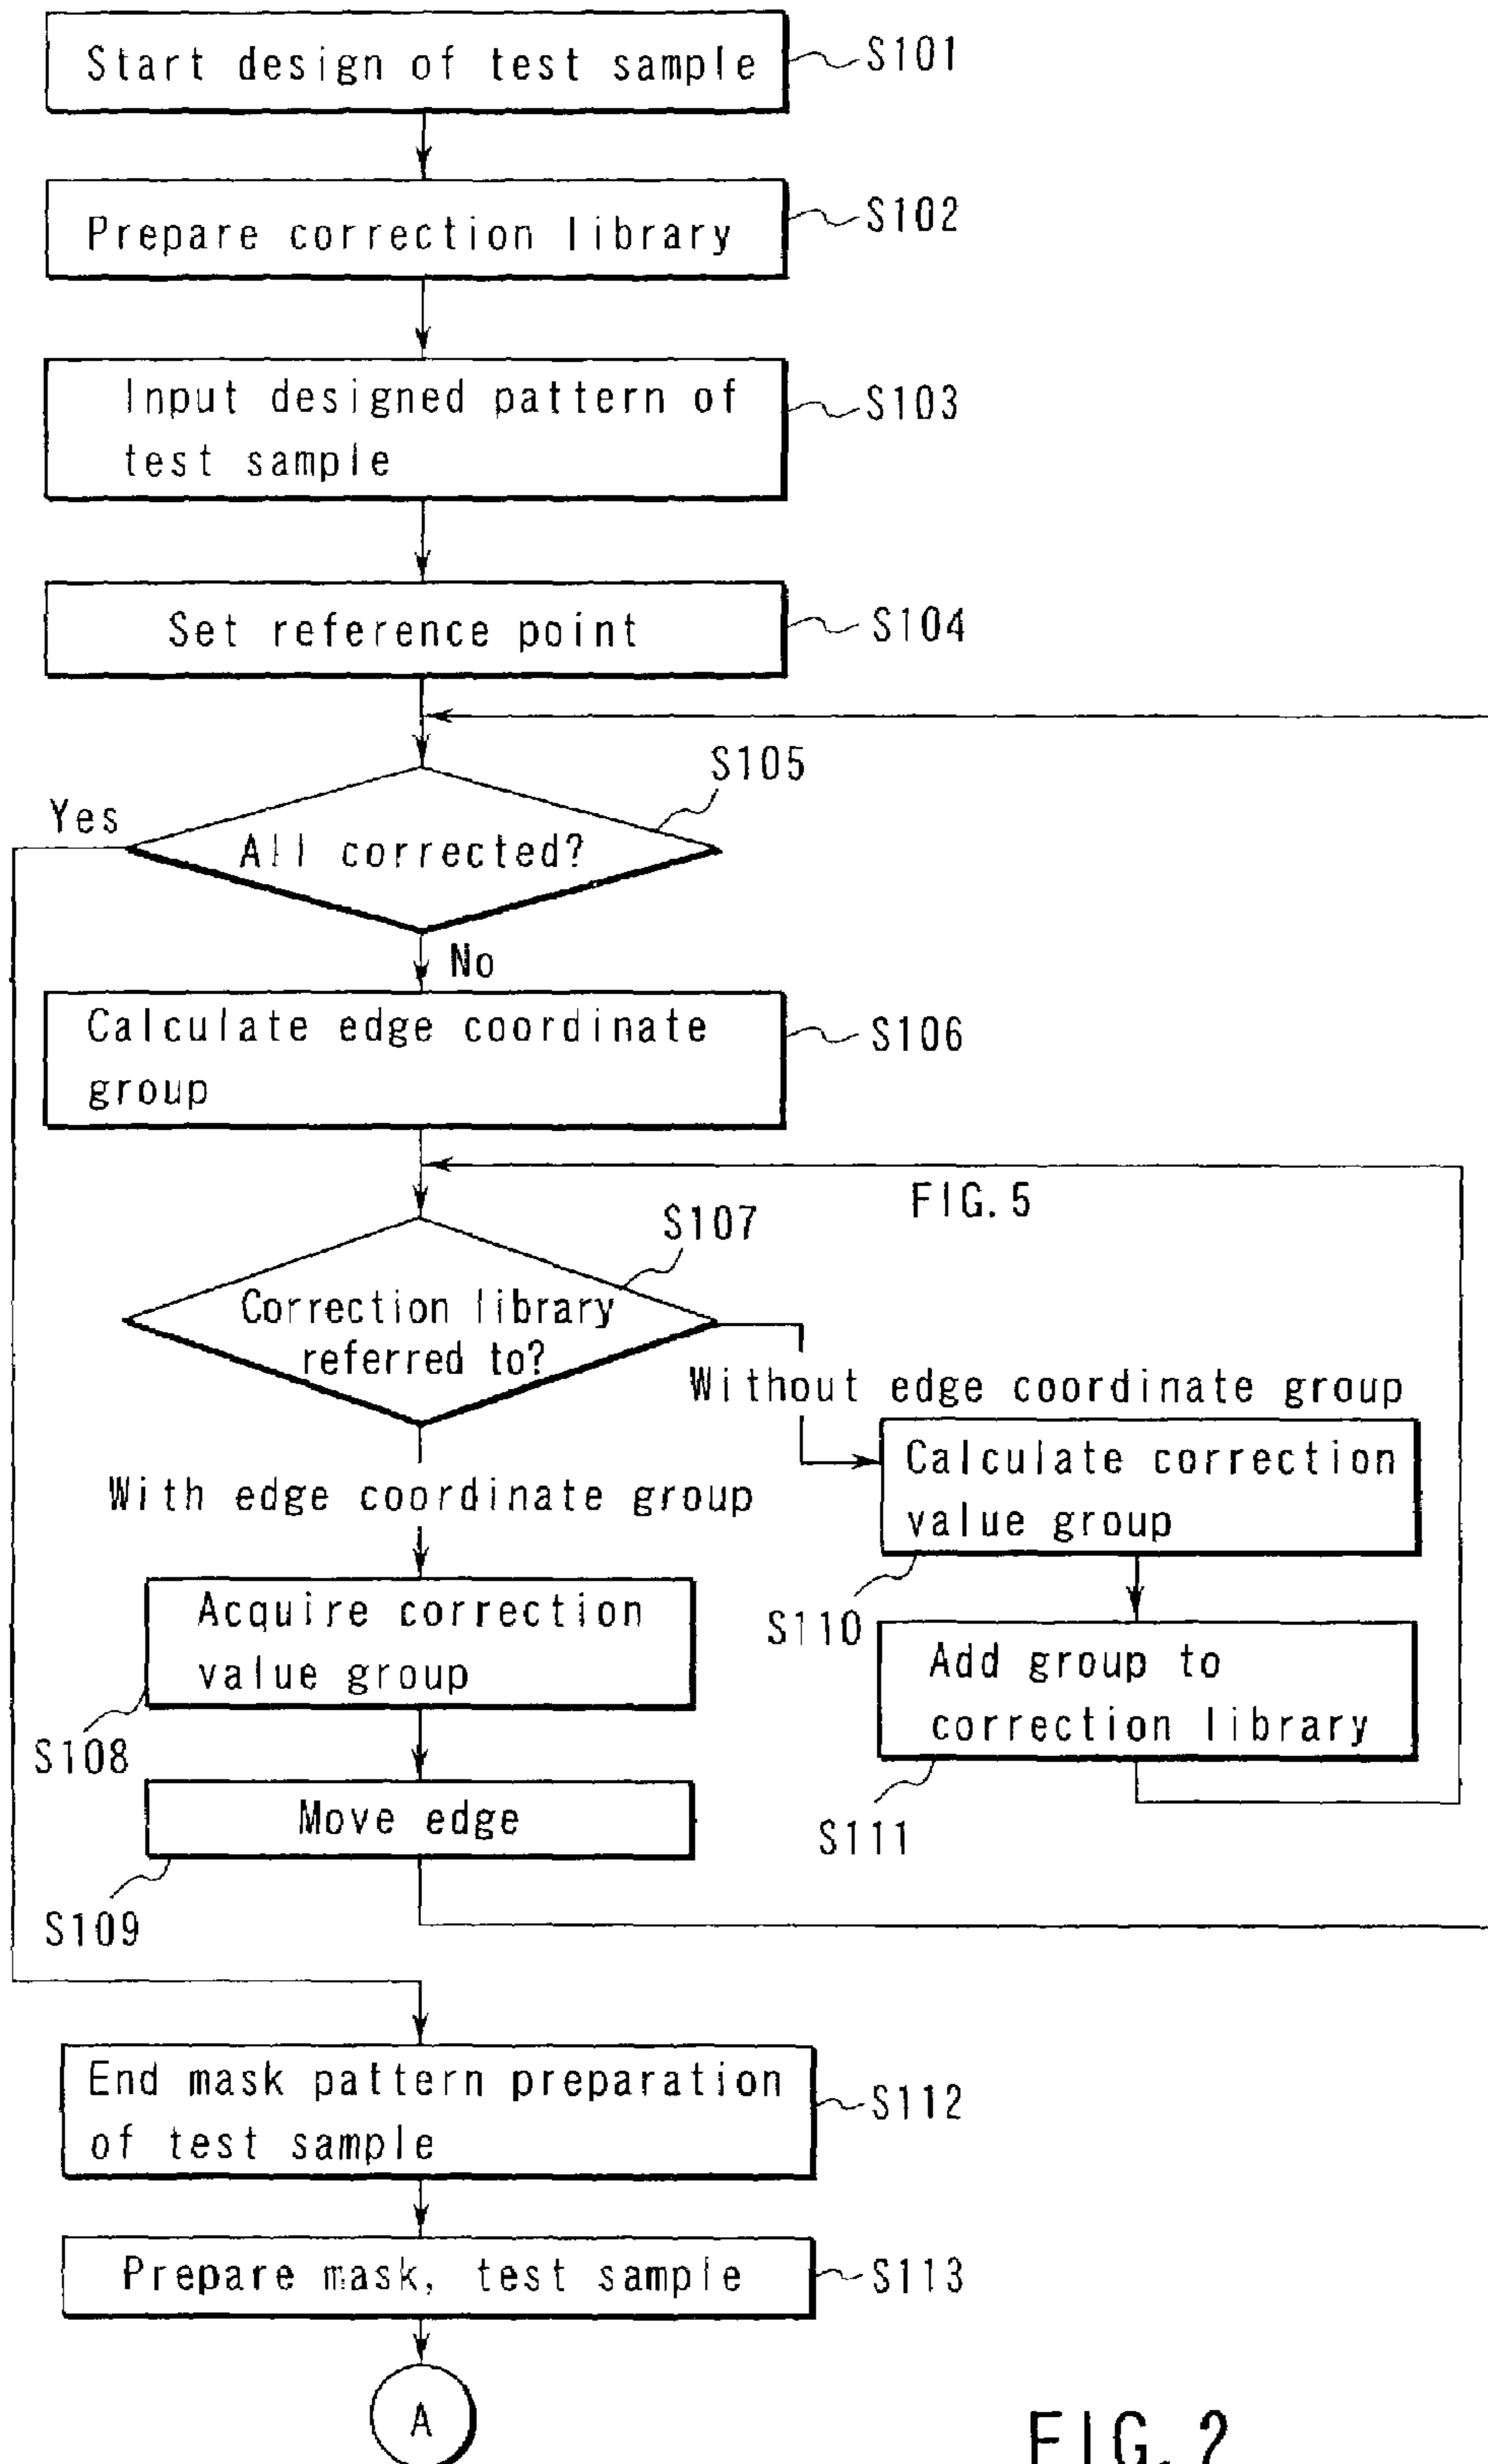 Start design of test sample
S101
Prepare correction library
S102
Input designed pattern of
test sample
S103
Set reference point
S104
S105
Yes
All corrected?
No
Calculate edge coordinate
group
S106
FIG. 5
S107
Correction library
referred to?
Without edge coordinate group
Calculate correction
value group
With edge coordinate group
Acquire correction
value group
S110
Add group to
correction library
S108
Move edge
S111
S109
End mask pattern preparation
of test sample
S112
Prepare mask, test sample
S113
A
FIG. 2